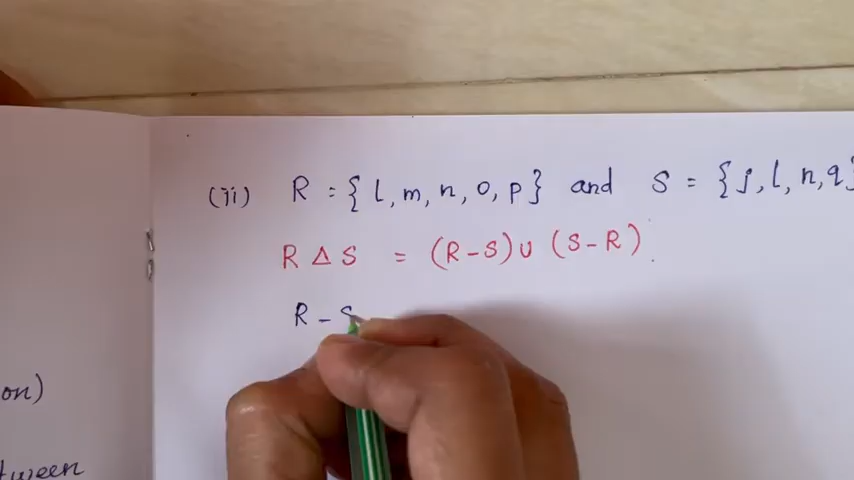 (ii) R = {l, m, n, o, p} and S = {j, l, n, q}
R Δ S = (R-S) ∪ (S-R).
R - S
on)
tween